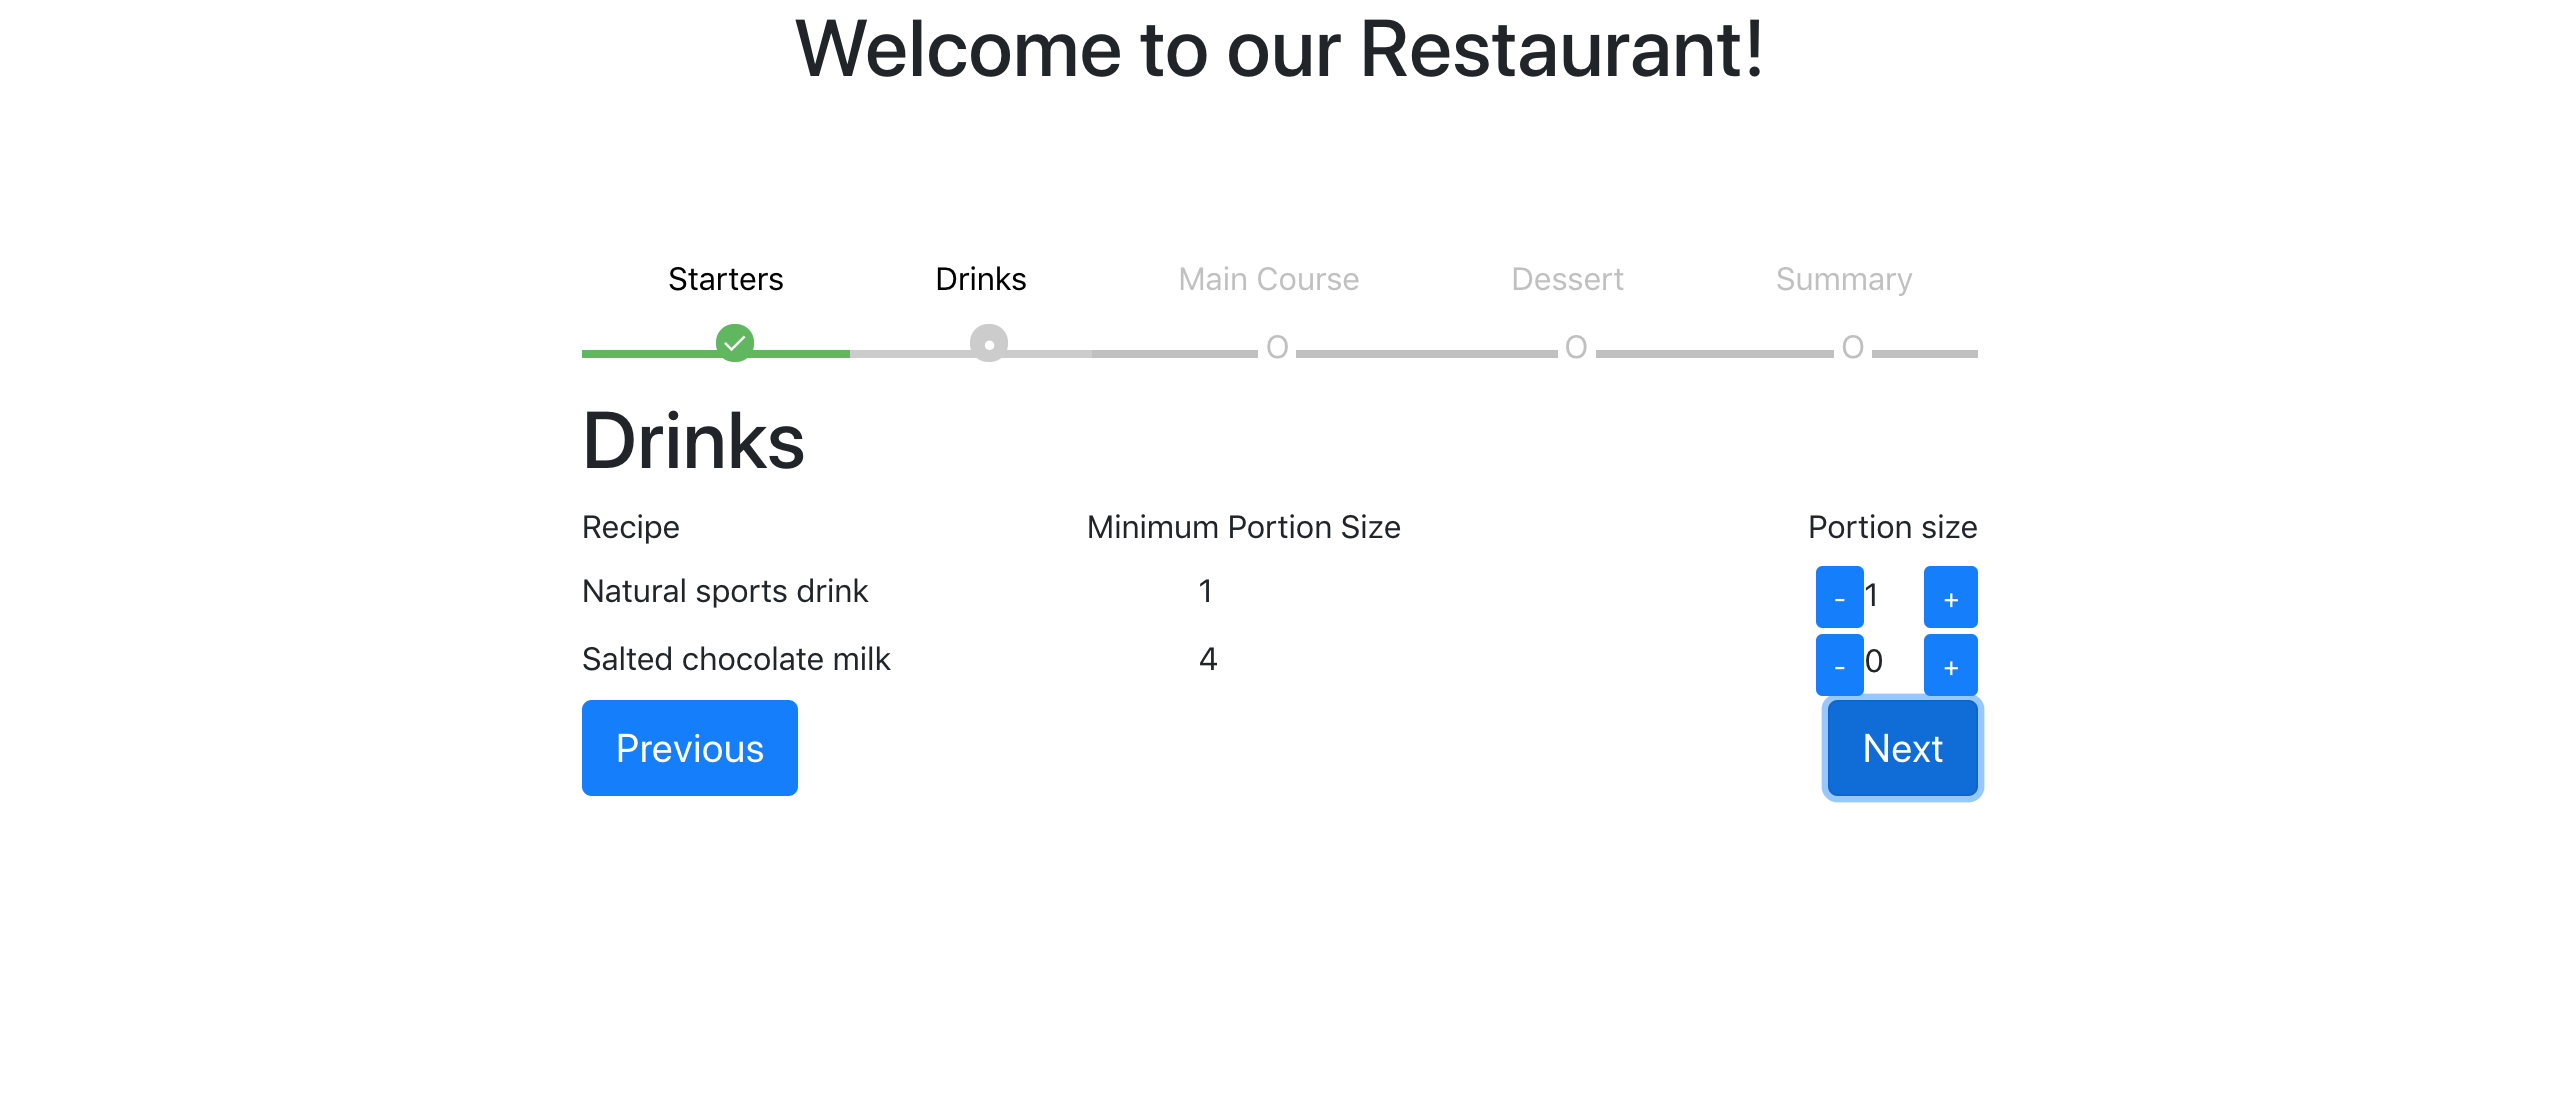 Welcome to our Restaurant!
Starters Drinks Main Course Dessert Summary
Drinks
Recipe Minimum Portion Size Portion size
Natural sports drink 1 - 1 +
Salted chocolate milk 4 - 0 +
Previous Next